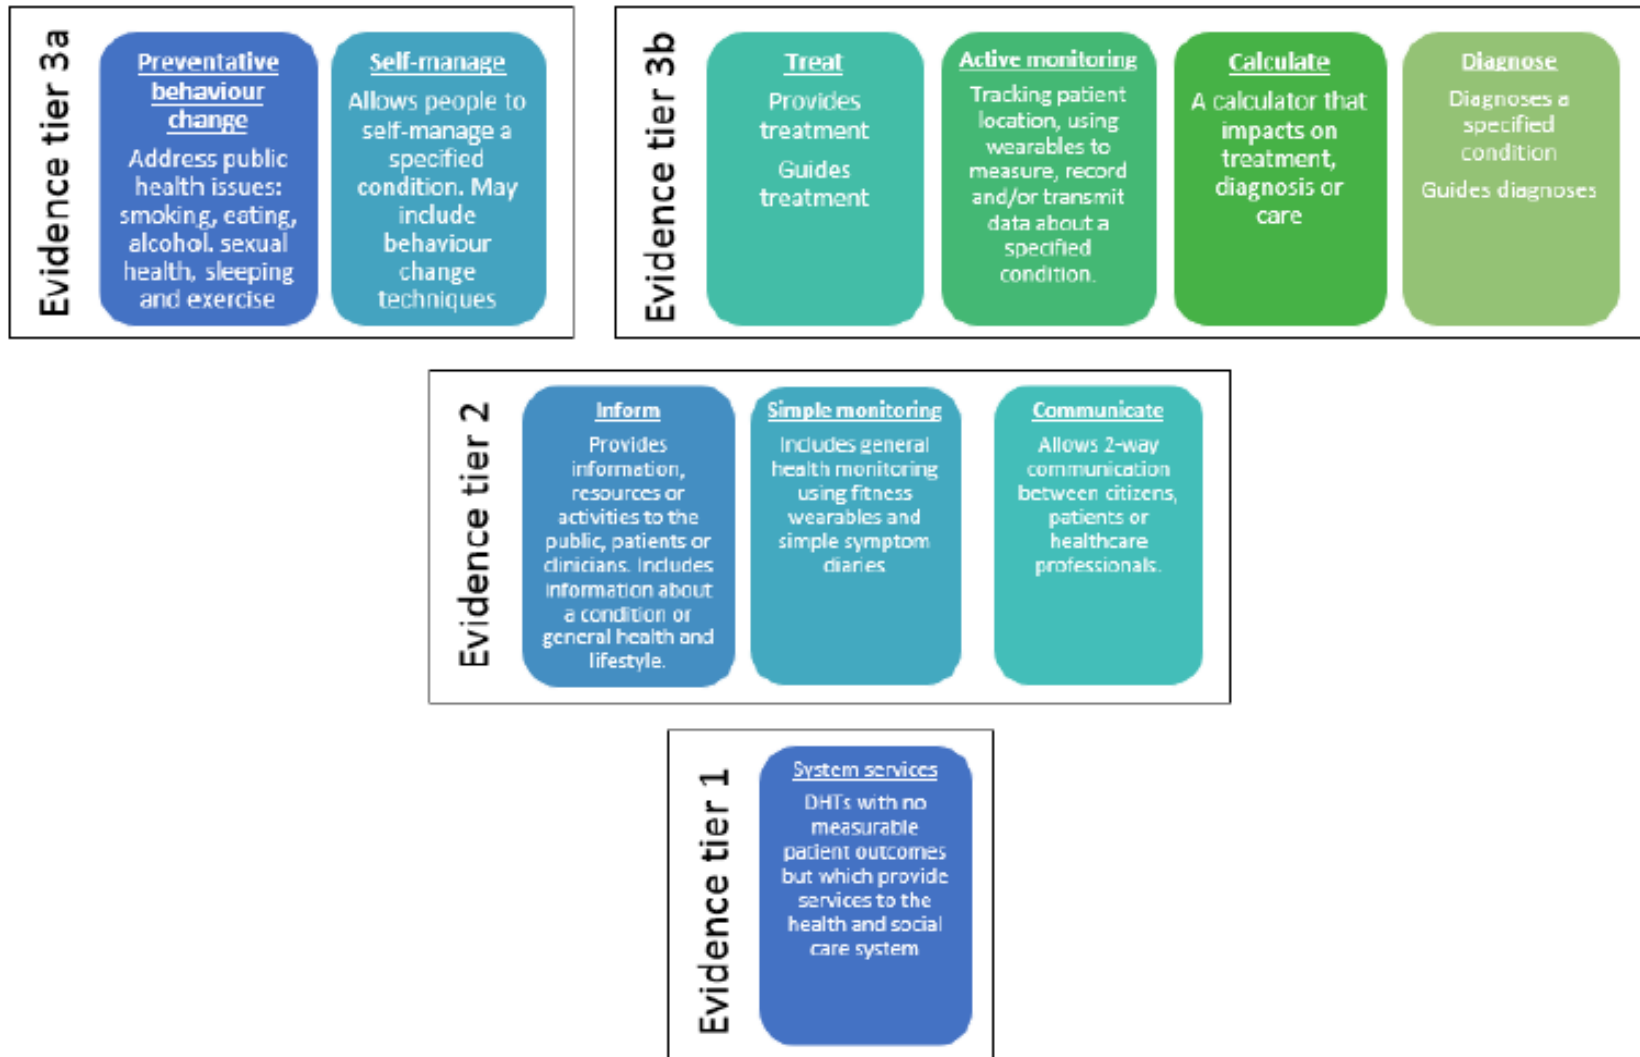 Evidence tier 3a
Preventative
behaviour
change
Address public
health issues:
smoking, eating,
alcohol. sexual
health, sleeping
and exercise
Self-manage
Allows people to
self-manage a
specified
condition. May
include
behaviour
change
techniques
Evidence tier 3b
Treat
Provides
treatment
Guides
treatment
Active monitoring
Tracking patient
location, using
wearables to
measure, record
and/or transmit
data about a
specified
condition.
Calculate
A calculator that
impacts on
treatment,
diagnosis or
care
Diagnose
Diagnoses a
specified
condition
Guides diagnoses
Evidence tier 2
Inform
Provides
information,
resources or
activities to the
public, patients or
clinicians. Includes
information about
a condition or
general health and
lifestyle.
Simple monitoring
Includes general
health monitoring
using fitness
wearables and
simple symptom
diaries
Communicate
Allows 2-way
communication
between citizens,
patients or
healthcare
professionals.
Evidence tier 1
System services
DHTs with no
measurable
patient outcomes
but which provide
services to the
health and social
care system